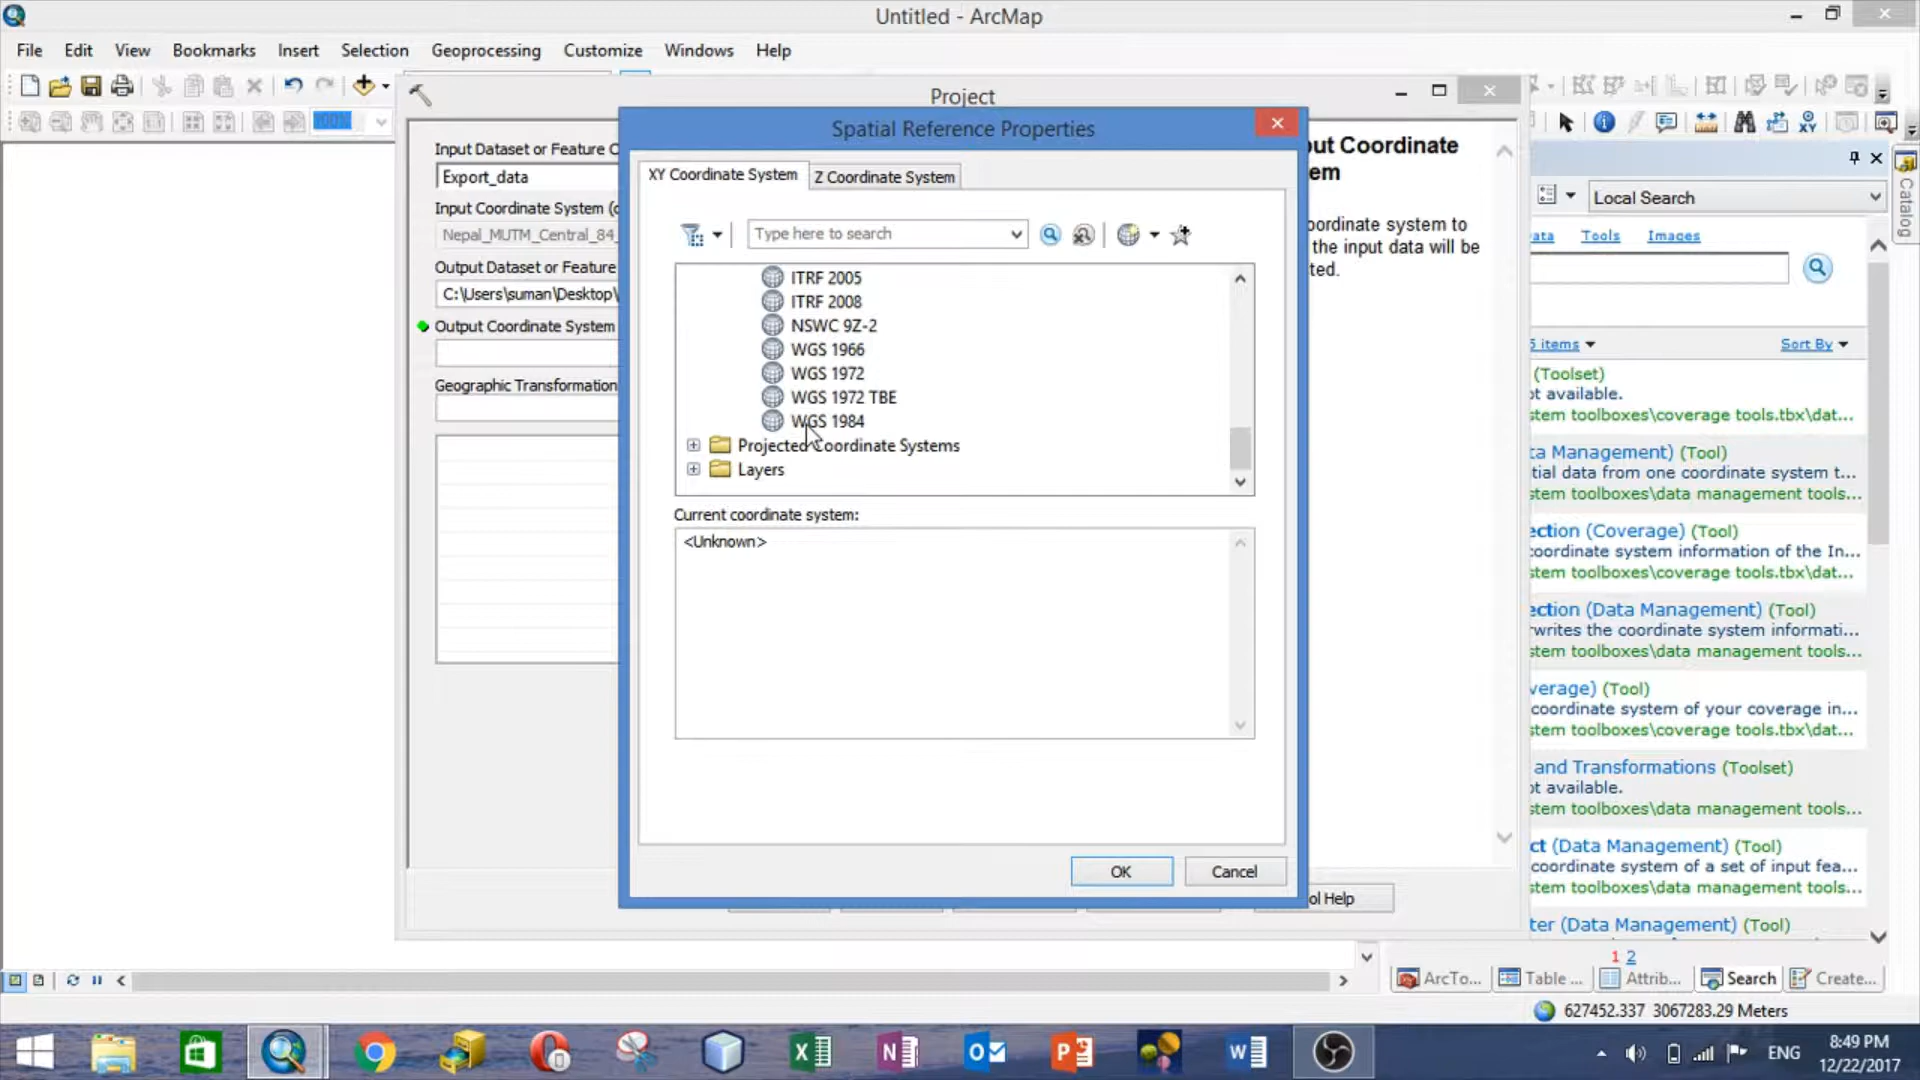 Untitled - ArcMap
File Edit View Bookmarks Insert Selection Geoprocessing Customize Windows Help
100%
Project
Spatial Reference Properties
Input Dataset or Feature C
Export_data
Input Coordinate System (o
Nepal_MUTM_Central_84_
Output Dataset or Feature
C:\Users\suman\Desktop\
Output Coordinate System
Geographic Transformation
XY Coordinate System
Z Coordinate System
Type here to search
ITRF 2005
ITRF 2008
NSWC 9Z-2
WGS 1966
WGS 1972
WGS 1972 TBE
WGS 1984
Projected Coordinate Systems
Layers
Current coordinate system:
<Unknown>
OK
Cancel
put Coordinate
em
oordinate system to
the input data will be
ted.
ol Help
Local Search
Catalog
ata Tools Images
5 items
Sort By
(Toolset)
ot available.
stem toolboxes\coverage tools.tbx\dat...
ta Management) (Tool)
tial data from one coordinate system t...
stem toolboxes\data management tools...
ection (Coverage) (Tool)
coordinate system information of the In...
stem toolboxes\coverage tools.tbx\dat...
ection (Data Management) (Tool)
rwrites the coordinate system informati...
stem toolboxes\data management tools...
verage) (Tool)
coordinate system of your coverage in...
stem toolboxes\coverage tools.tbx\dat...
and Transformations (Toolset)
ot available.
stem toolboxes\data management tools...
ct (Data Management) (Tool)
coordinate system of a set of input fea...
stem toolboxes\data management tools...
ter (Data Management) (Tool)
1 2
ArcTo... Table ... Attrib... Search Create...
627452.337 3067283.29 Meters
ENG
8:49 PM
12/22/2017